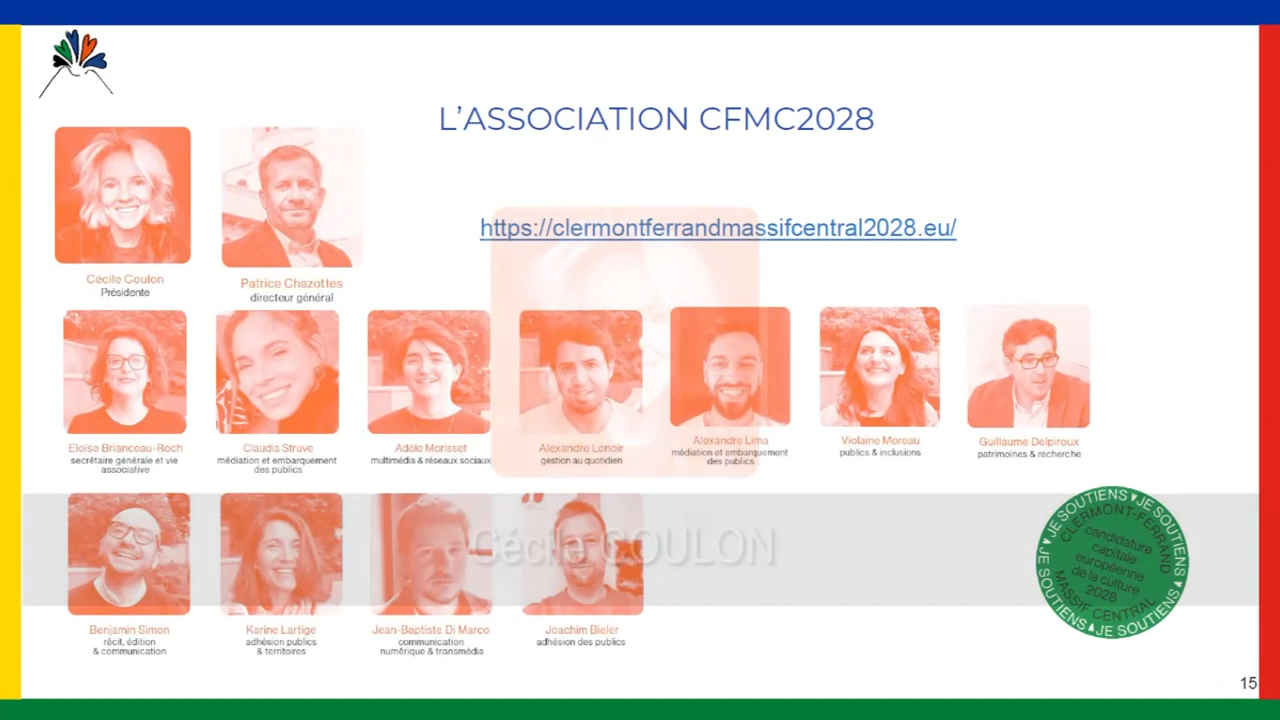 L'ASSOCIATION CFMC2028
https://clermontferrandmassifcentral2028.eu/
Cécile Coulon
Présidente
Patrice Chazottes
directeur général
Eloïse Brianceau-Roch
secrétaire générale et vie
associative
Claudia Struve
médiation et embarquement
des publics
Adèle Morisset
multimédia & réseaux sociaux
Alexandre Lenoir
gestion au quotidien
Alexandre Lima
médiation et embarquement
des publics
Violaine Moreau
publics & inclusions
Guillaume Delpiroux
patrimoines & recherche
Cécile COULON
Benjamin Simon
récit, édition
& communication
Karine Lartige
adhésion publics
& territoires
Jean-Baptiste Di Marco
communication
numérique & transmédia
Joachim Bieler
adhésion des publics
JE SOUTIENS ♥ JE SOUTIENS ▲ JE SOUTIENS ▲ JE SOUTIENS
CLERMONT-FERRAND
candidature
capitale
européenne
de la culture
2028
MASSIF CENTRAL
15